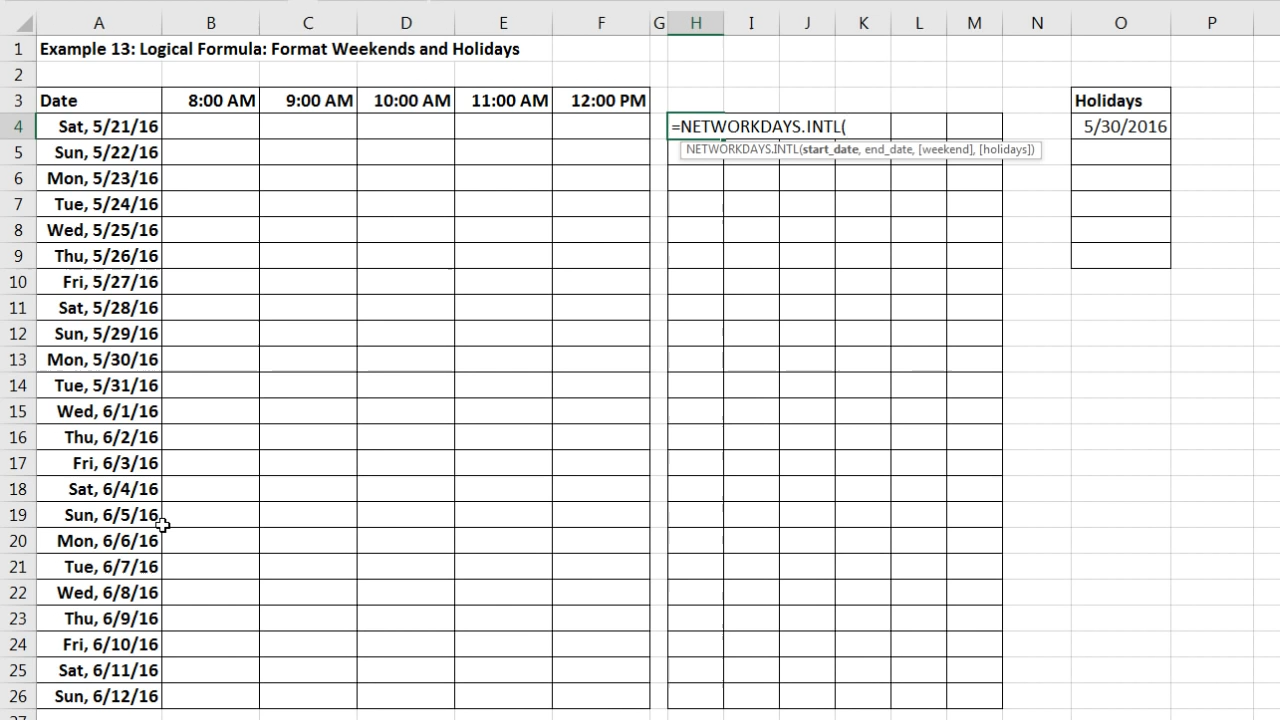 A B C D E F G H I J K L M N O P
1 Example 13: Logical Formula: Format Weekends and Holidays
2
3 Date 8:00 AM 9:00 AM 10:00 AM 11:00 AM 12:00 PM Holidays
4 Sat, 5/21/16 =NETWORKDAYS.INTL( 5/30/2016
5 Sun, 5/22/16 NETWORKDAYS.INTL(start_date, end_date, [weekend], [holidays])
6 Mon, 5/23/16
7 Tue, 5/24/16
8 Wed, 5/25/16
9 Thu, 5/26/16
10 Fri, 5/27/16
11 Sat, 5/28/16
12 Sun, 5/29/16
13 Mon, 5/30/16
14 Tue, 5/31/16
15 Wed, 6/1/16
16 Thu, 6/2/16
17 Fri, 6/3/16
18 Sat, 6/4/16
19 Sun, 6/5/16
20 Mon, 6/6/16
21 Tue, 6/7/16
22 Wed, 6/8/16
23 Thu, 6/9/16
24 Fri, 6/10/16
25 Sat, 6/11/16
26 Sun, 6/12/16
27